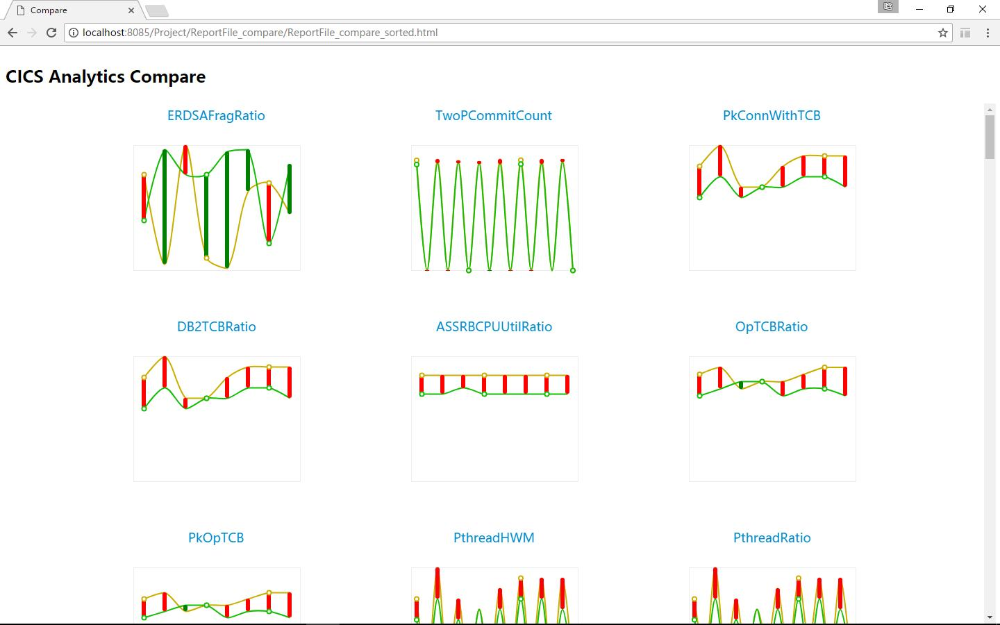 Compare
localhost:8085/Project/ReportFile_compare/ReportFile_compare_sorted.html
CICS Analytics Compare
ERDSAFragRatio
TwoPCommitCount
PkConnWithTCB
DB2TCBRatio
ASSRBCPUUtilRatio
OpTCBRatio
PkOpTCB
PthreadHWM
PthreadRatio